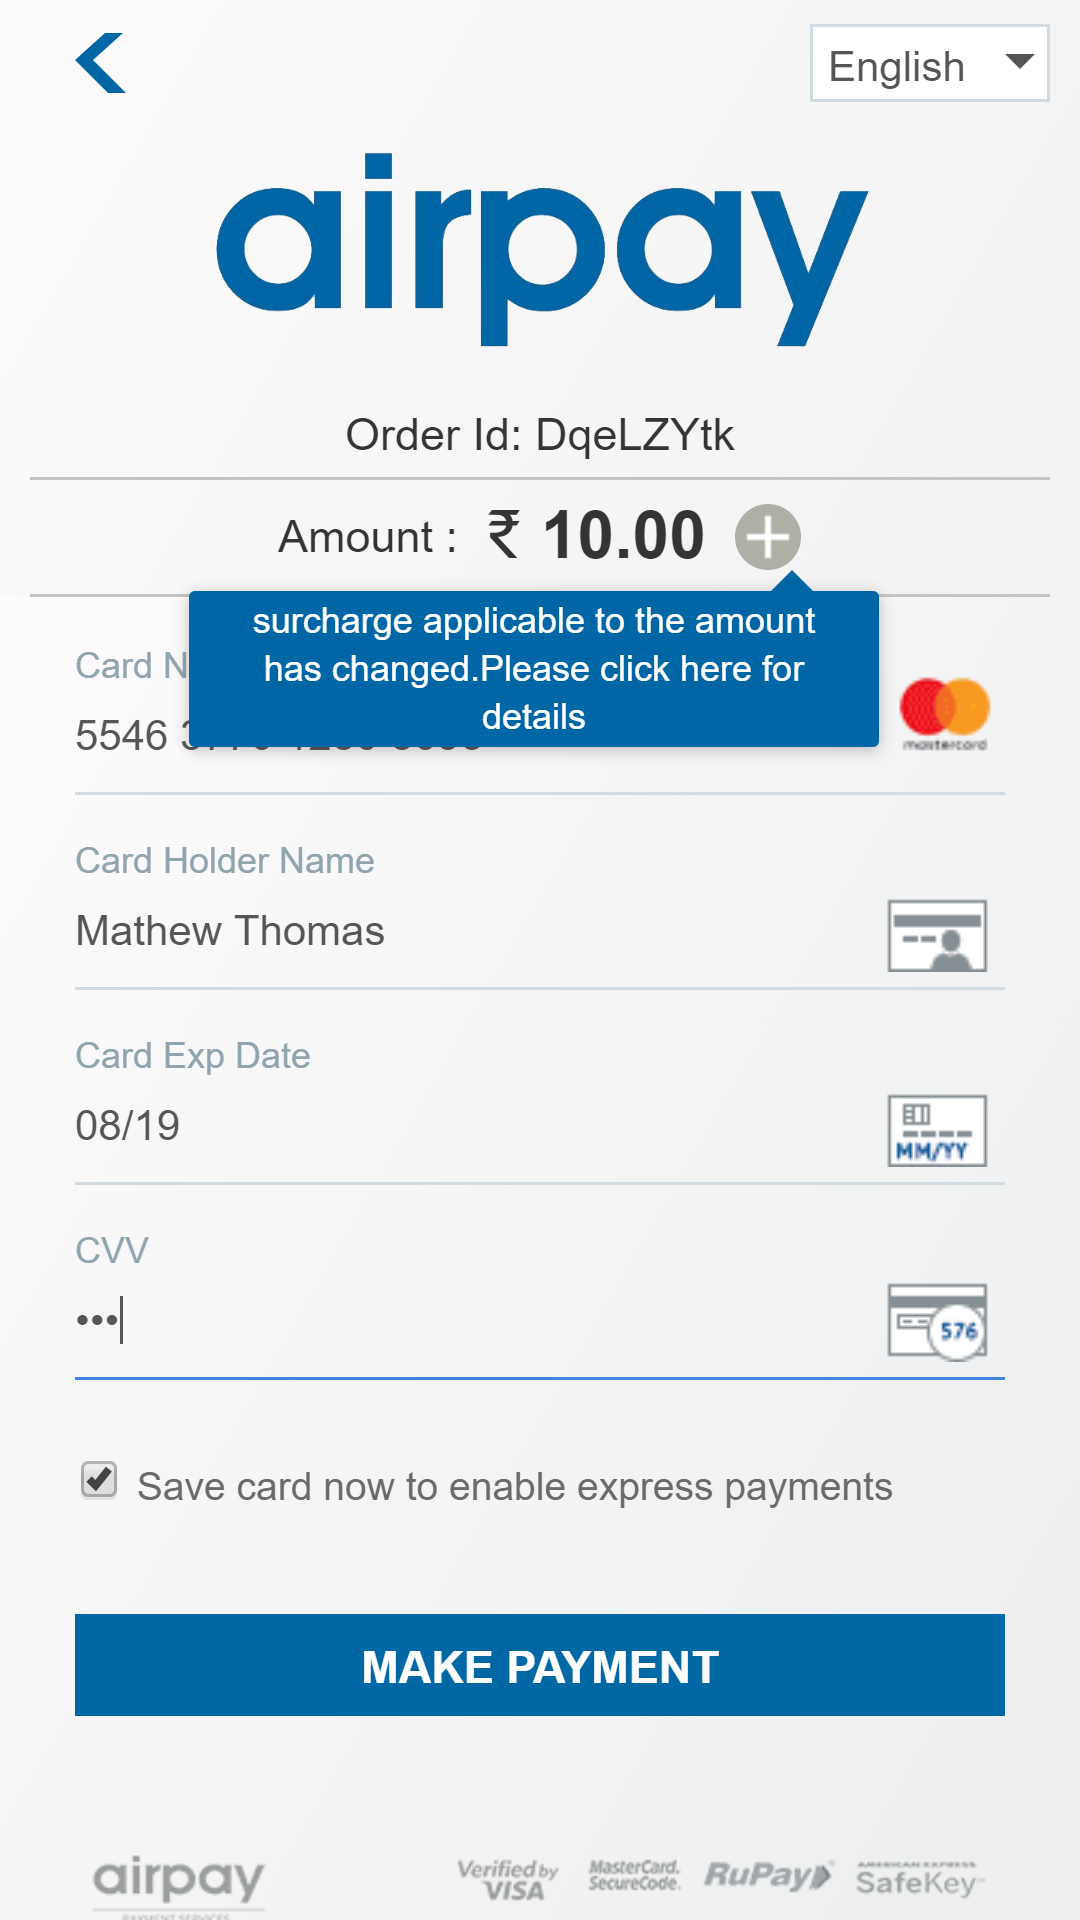 English
airpay
Order Id: DqeLZYtk
Amount : ₹ 10.00
surcharge applicable to the amount
has changed.Please click here for
details
Card N
5546
mastercard
Card Holder Name
Mathew Thomas
Card Exp Date
08/19
MM/YY
CVV
•••
576
Save card now to enable express payments
MAKE PAYMENT
airpay
PAYMENT SERVICES
Verified by
VISA
MasterCard.
SecureCode.
RuPay
AMERICAN EXPRESS
SafeKey